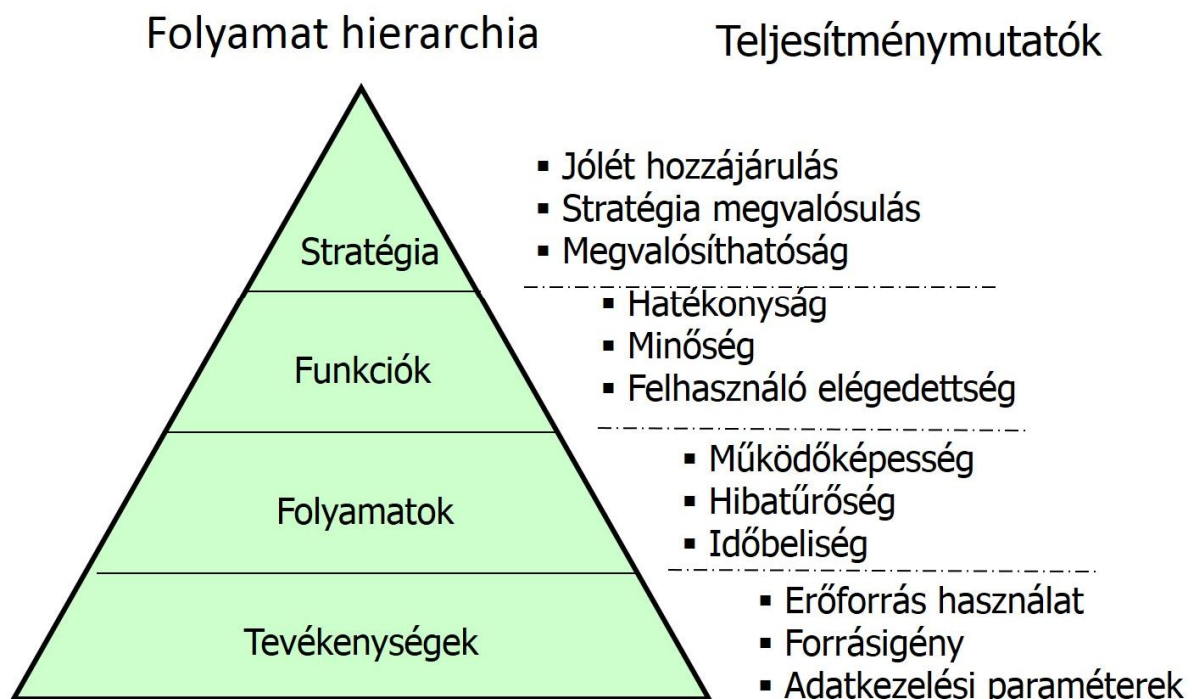 Folyamat hierarchia
Teljesítménymutatók
Stratégia
▪ Jólét hozzájárulás
▪ Stratégia megvalósulás
▪ Megvalósíthatóság
Funkciók
▪ Hatékonyság
▪ Minőség
▪ Felhasználó elégedettség
Folyamatok
▪ Működőképesség
▪ Hibatűrőség
▪ Időbeliség
Tevékenységek
▪ Erőforrás használat
▪ Forrásigény
▪ Adatkezelési paraméterek